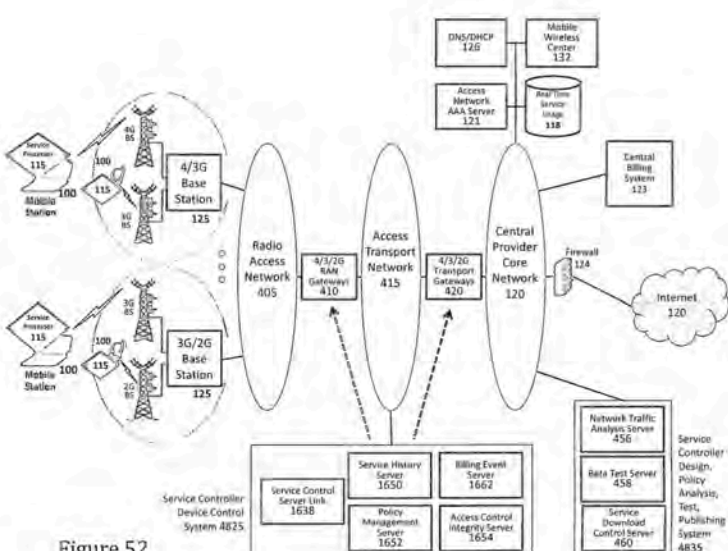 DNS/DHCP
126
Mobile
Wireless
Center
132
Access
Network
AAA Server
121
Real Time
Service
Usage
118
Central
Billing
System
123
Service
Processor
115
100
Mobile
Station
4G
BS
100
115
3G
BS
4/3G
Base
Station
125
Radio
Access
Network
405
4/3/2G
RAN
Gateways
410
Access
Transport
Network
415
4/3/2G
Transport
Gateways
420
Central
Provider
Core
Network
120
Firewall
124
Internet
120
Service
Processor
115
100
Mobile
Station
3G
BS
100
115
2G
BS
3G/2G
Base
Station
125
Service Controller
Device Control
System 4825
Service Control
Server Link
1638
Service History
Server
1650
Billing Event
Server
1662
Policy
Management
Server
1652
Access Control
Integrity Server
1654
Network Traffic
Analysis Server
456
Beta Test Server
458
Service
Download
Control Server
460
Service
Controller
Design,
Policy
Analysis,
Test,
Publishing
System
4835
Figure 52